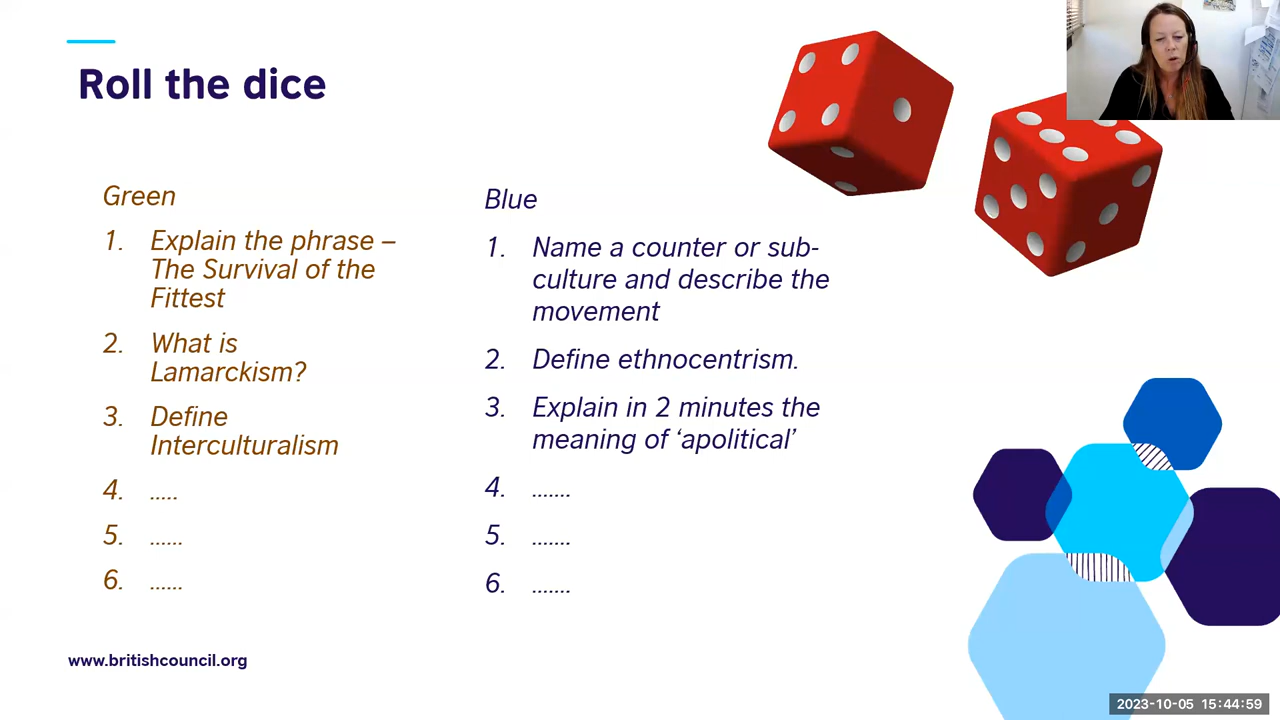 Roll the dice
Green
1. Explain the phrase –
The Survival of the
Fittest
2. What is
Lamarckism?
3. Define
Interculturalism
4. .....
5. ......
6. ......
Blue
1. Name a counter or sub-
culture and describe the
movement
2. Define ethnocentrism.
3. Explain in 2 minutes the
meaning of ‘apolitical’
4. .......
5. .......
6. .......
www.britishcouncil.org
2023-10-05 15:44:59